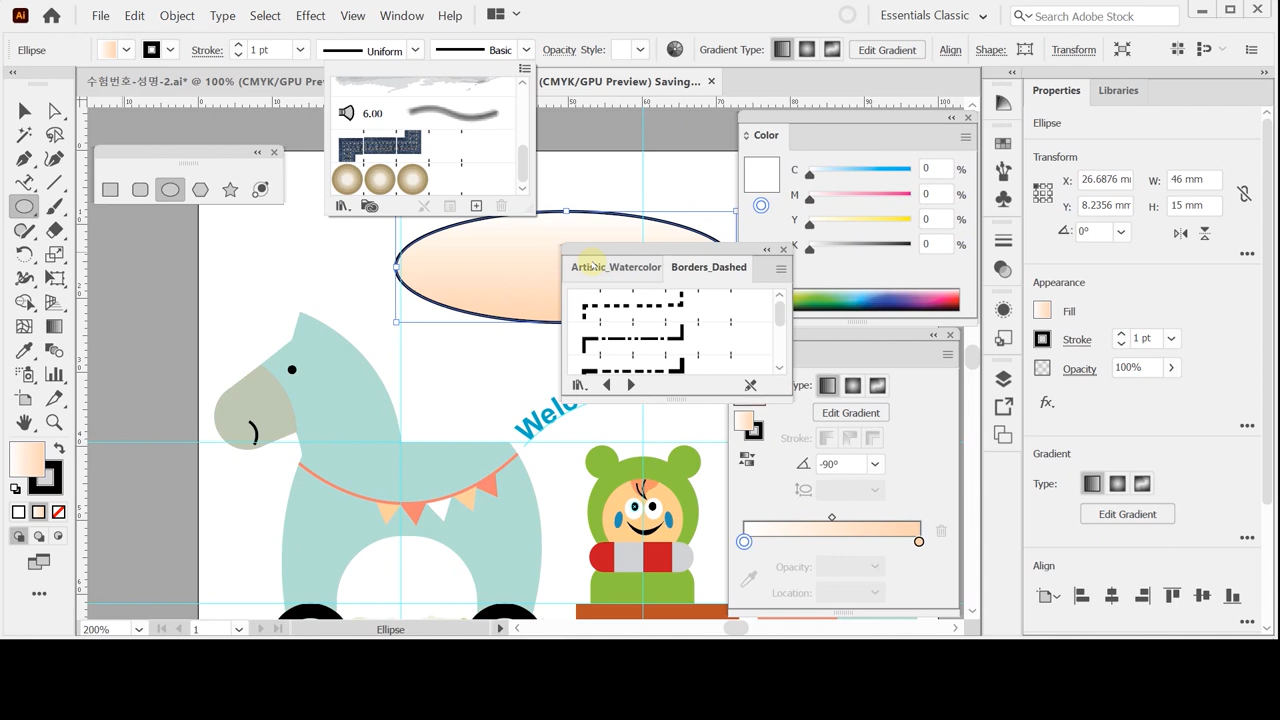 Ai File Edit Object Type Select Effect View Window Help Essentials Classic Search Adobe Stock
Ellipse Stroke: 1 pt Uniform Basic Opacity Style: Gradient Type: Edit Gradient Align Shape: Transform
수험번호-성명-2.ai* @ 100% (CMYK/GPU Pre (CMYK/GPU Preview) Saving...
Properties Libraries
Ellipse
Color
Transform
C 0 %
M 0 %
Y 0 %
K 0 %
X: 26.6876 mm W: 46 mm
Y: 8.2356 mm H: 15 mm
0°
6.00
Artistic_Watercolor Borders_Dashed
Appearance
Fill
Stroke 1 pt
Opacity 100%
fx
Type:
Edit Gradient
Stroke:
-90°
Opacity:
Location:
Gradient
Type:
Edit Gradient
Align
Welco
200% 1 Ellipse